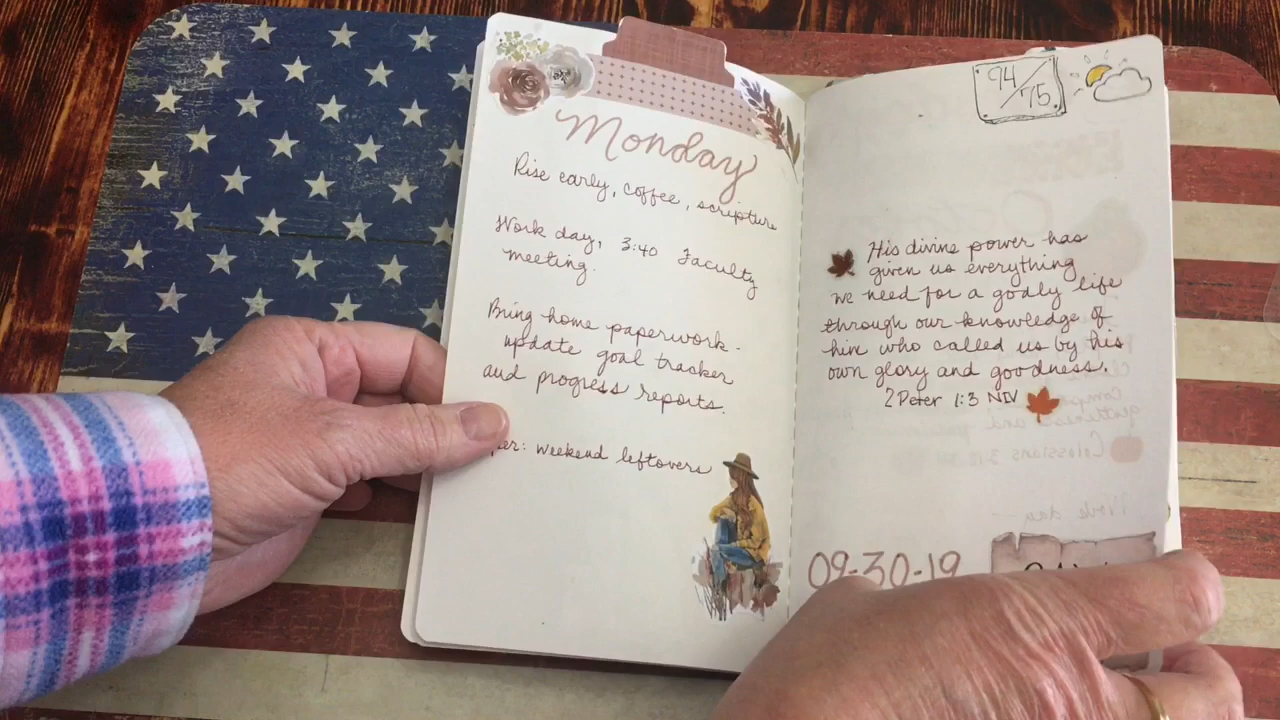 Monday
Rise early, coffee, scripture
Work day, 3:40 Faculty
meeting.
Bring home paperwork -
update goal tracker
and progress reports.
weekend leftovers
94/75
His divine power has
given us everything
we need for a godly life
through our knowledge of
him who called us by his
own glory and goodness.
2 Peter 1:3 NIV
09-30-19